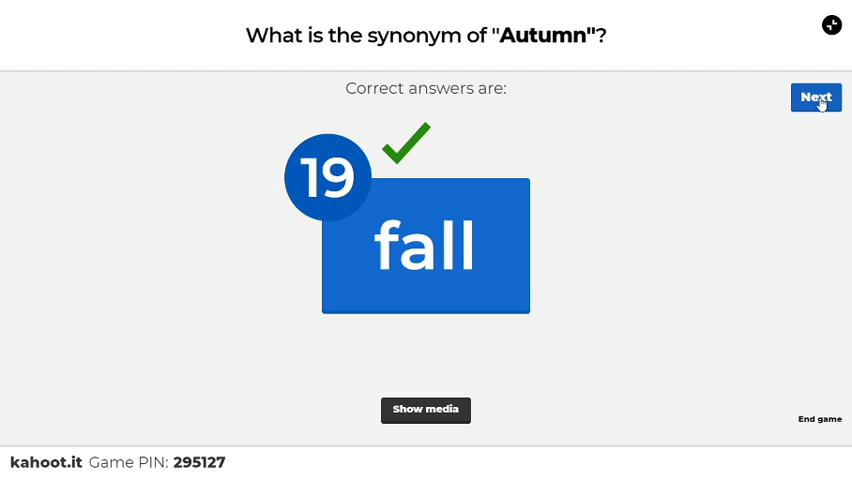 What is the synonym of "Autumn"?
Correct answers are:
Next
19
fall
Show media
End game
kahoot.it Game PIN: 295127